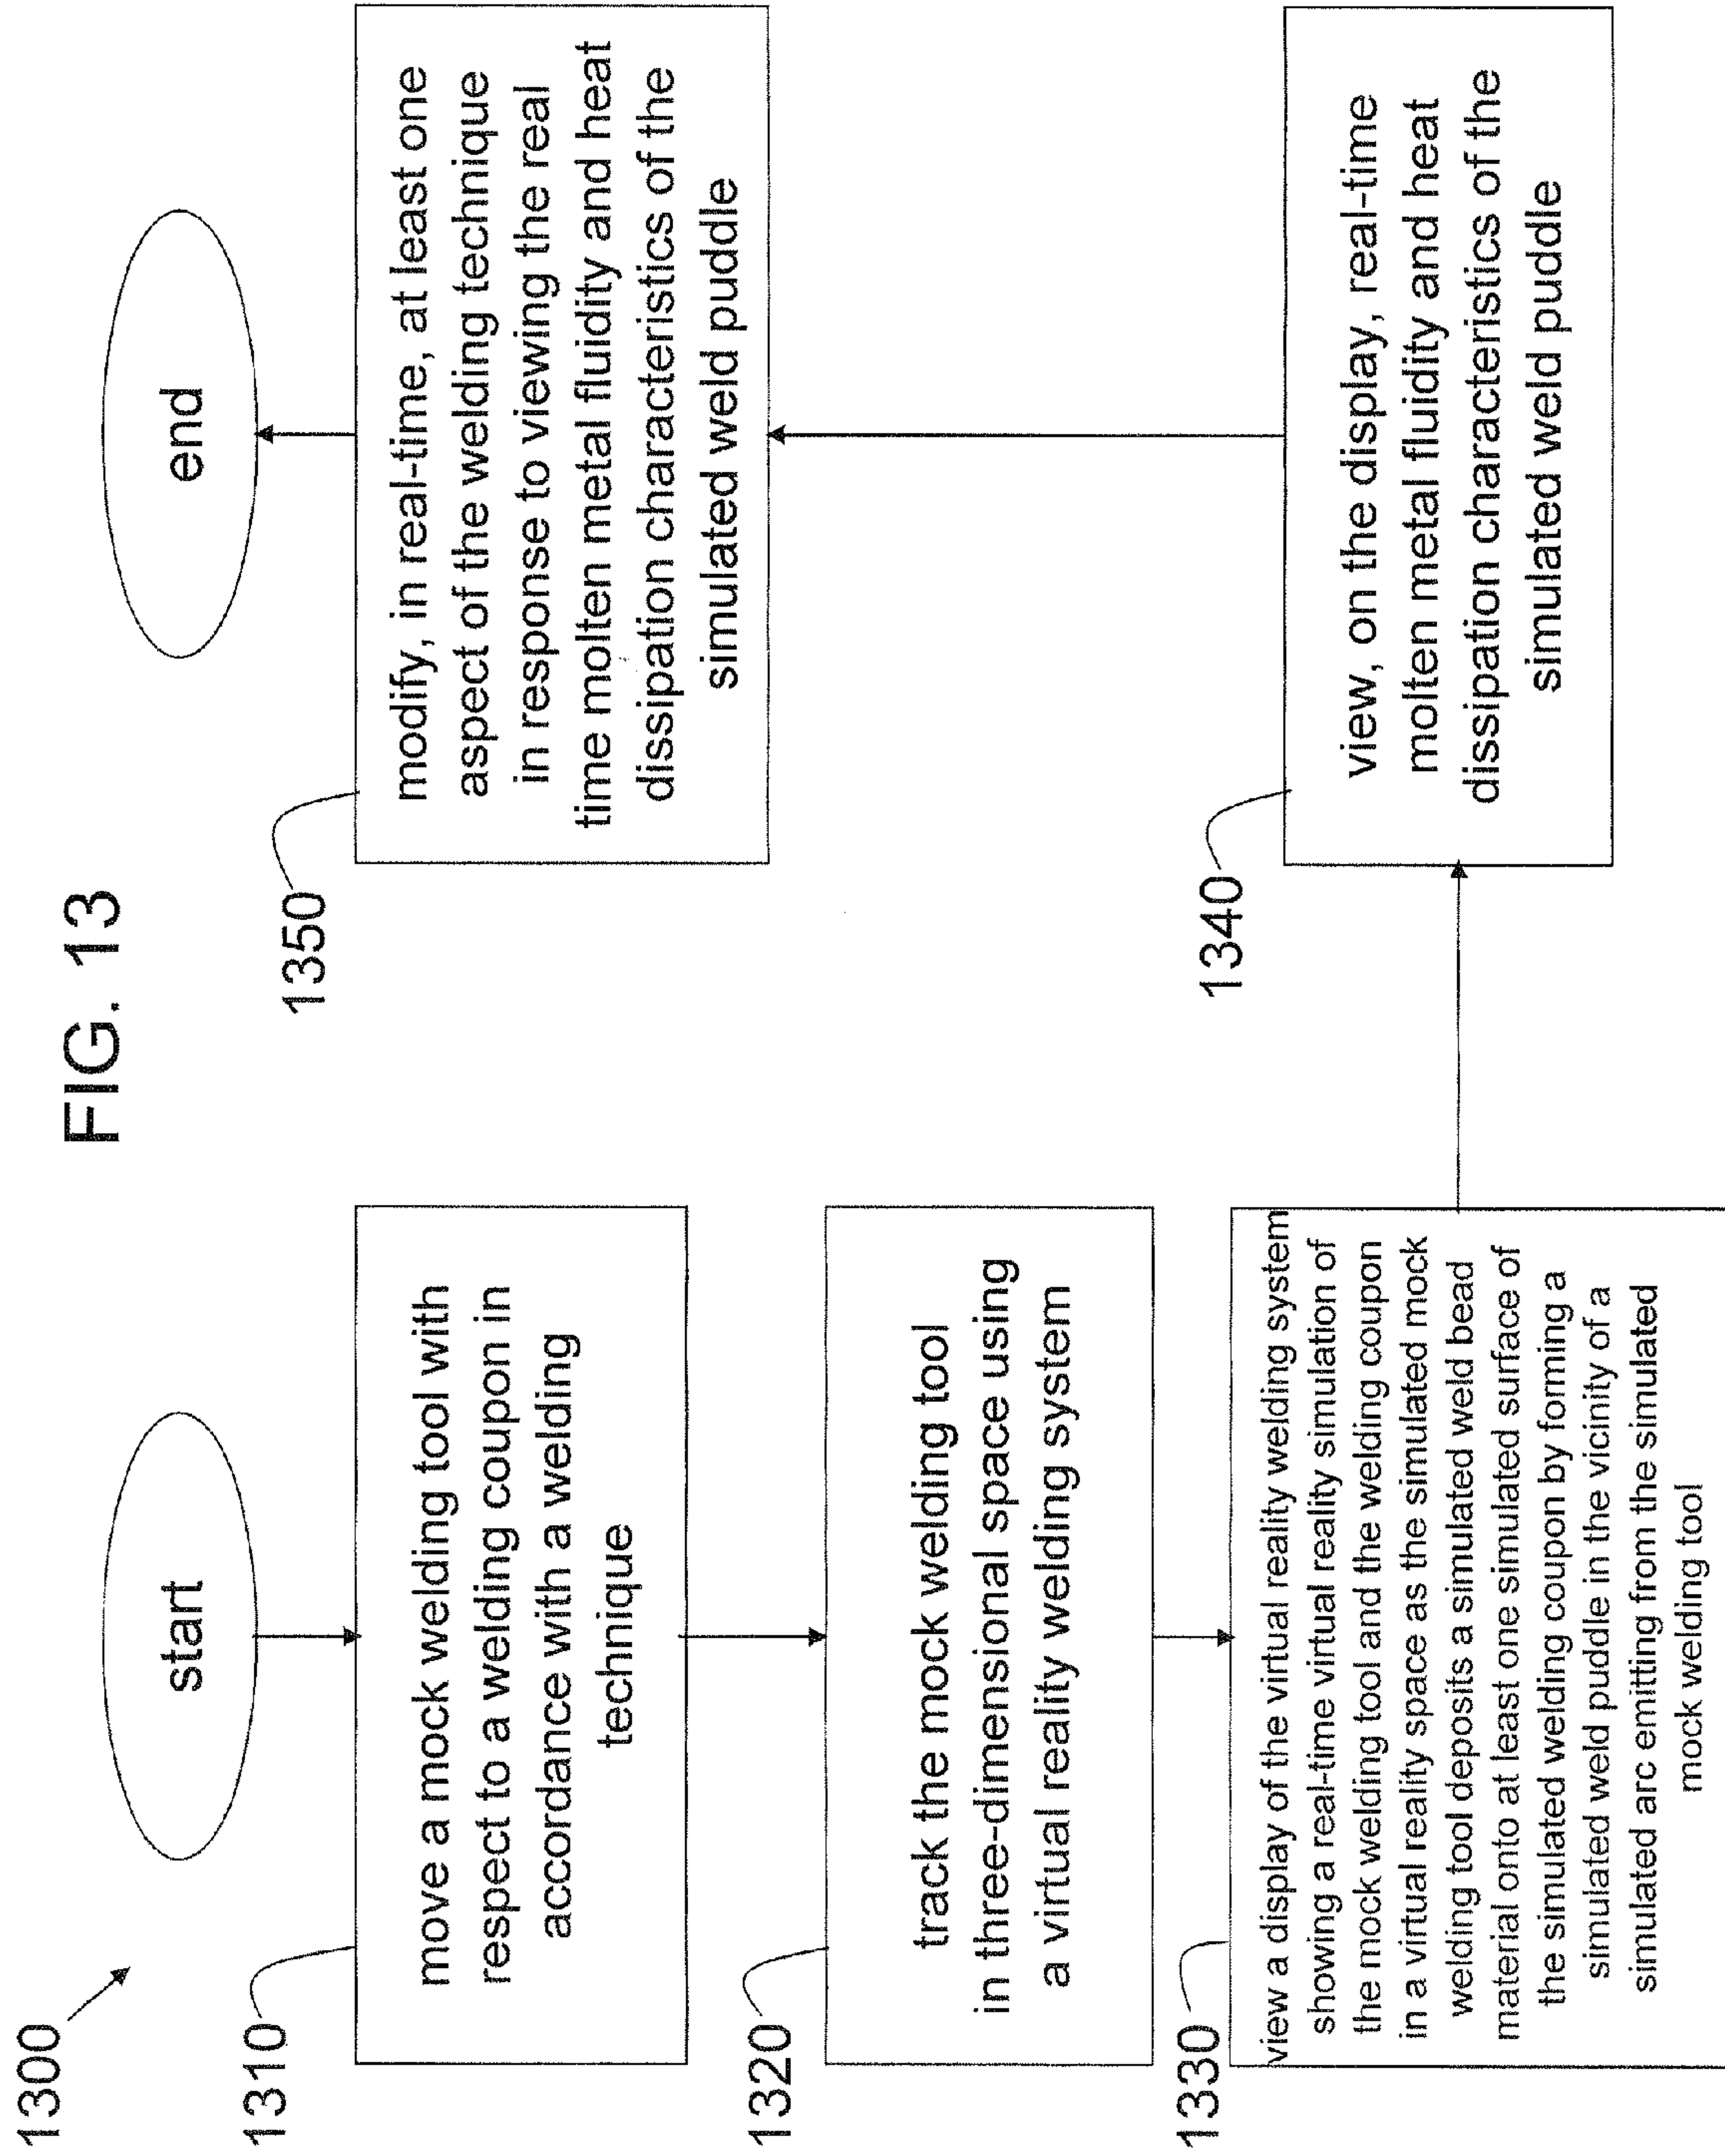 FIG. 13
1300
start
1310
move a mock welding tool with
respect to a welding coupon in
accordance with a welding
technique
1320
track the mock welding tool
in three-dimensional space using
a virtual reality welding system
1330
view a display of the virtual reality welding system
showing a real-time virtual reality simulation of
the mock welding tool and the welding coupon
in a virtual reality space as the simulated mock
welding tool deposits a simulated weld bead
material onto at least one simulated surface of
the simulated welding coupon by forming a
simulated weld puddle in the vicinity of a
simulated arc emitting from the simulated
mock welding tool
1340
view, on the display, real-time
molten metal fluidity and heat
dissipation characteristics of the
simulated weld puddle
1350
modify, in real-time, at least one
aspect of the welding technique
in response to viewing the real
time molten metal fluidity and heat
dissipation characteristics of the
simulated weld puddle
end